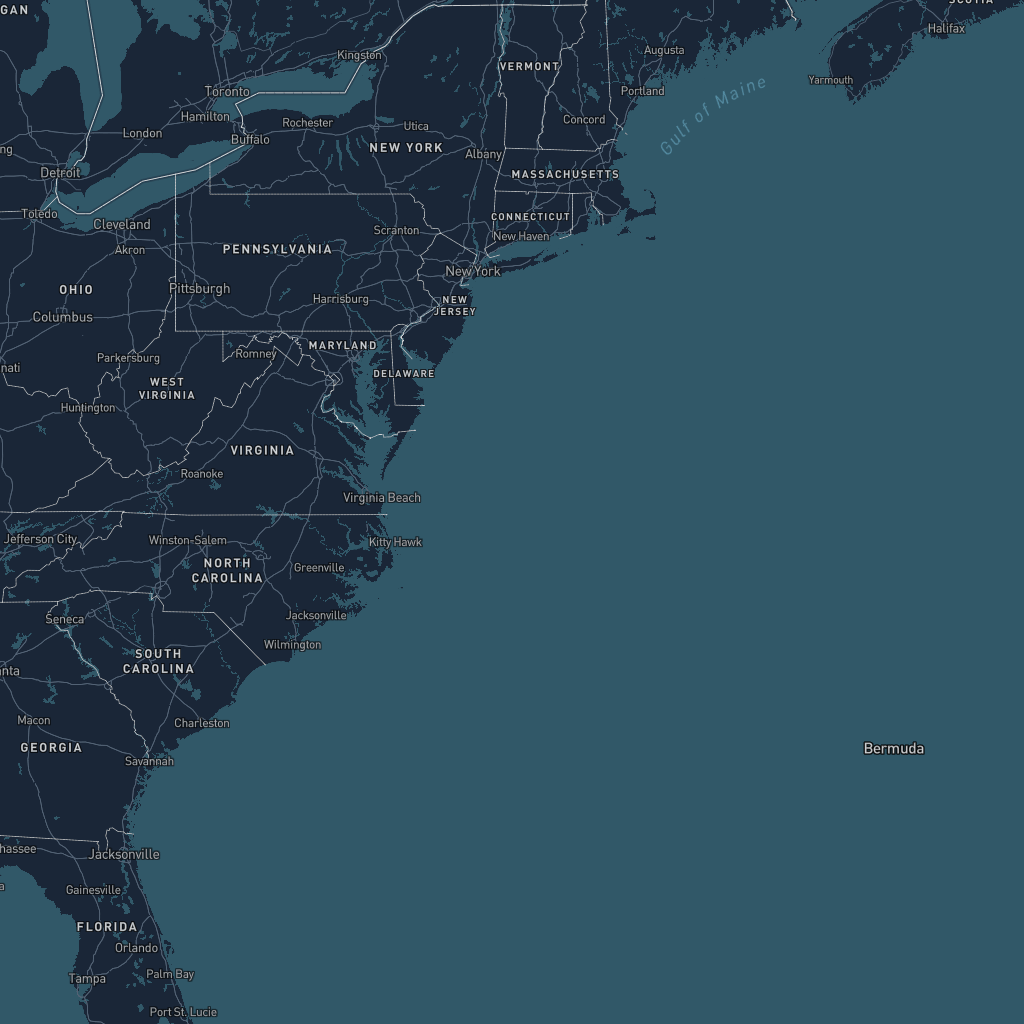 GAN
SCOTIA
Halifax
Kingston
Augusta
VERMONT
Yarmouth
Toronto
Portland
Gulf of Maine
Hamilton
Rochester
Utica
Concord
London
Buffalo
NEW YORK
Albany
ng
Detroit
MASSACHUSETTS
Toledo
Cleveland
CONNECTICUT
Scranton
New Haven
Akron
PENNSYLVANIA
New York
OHIO
Pittsburgh
Harrisburg
NEW
JERSEY
Columbus
MARYLAND
Parkersburg
Romney
nati
DELAWARE
WEST
VIRGINIA
Huntington
VIRGINIA
Roanoke
Virginia Beach
Jefferson City
Winston-Salem
Kitty Hawk
NORTH
CAROLINA
Greenville
Seneca
Jacksonville
Wilmington
SOUTH
CAROLINA
nta
Macon
Charleston
GEORGIA
Bermuda
Savannah
hassee
Jacksonville
a
Gainesville
FLORIDA
Orlando
Tampa
Palm Bay
Port St. Lucie